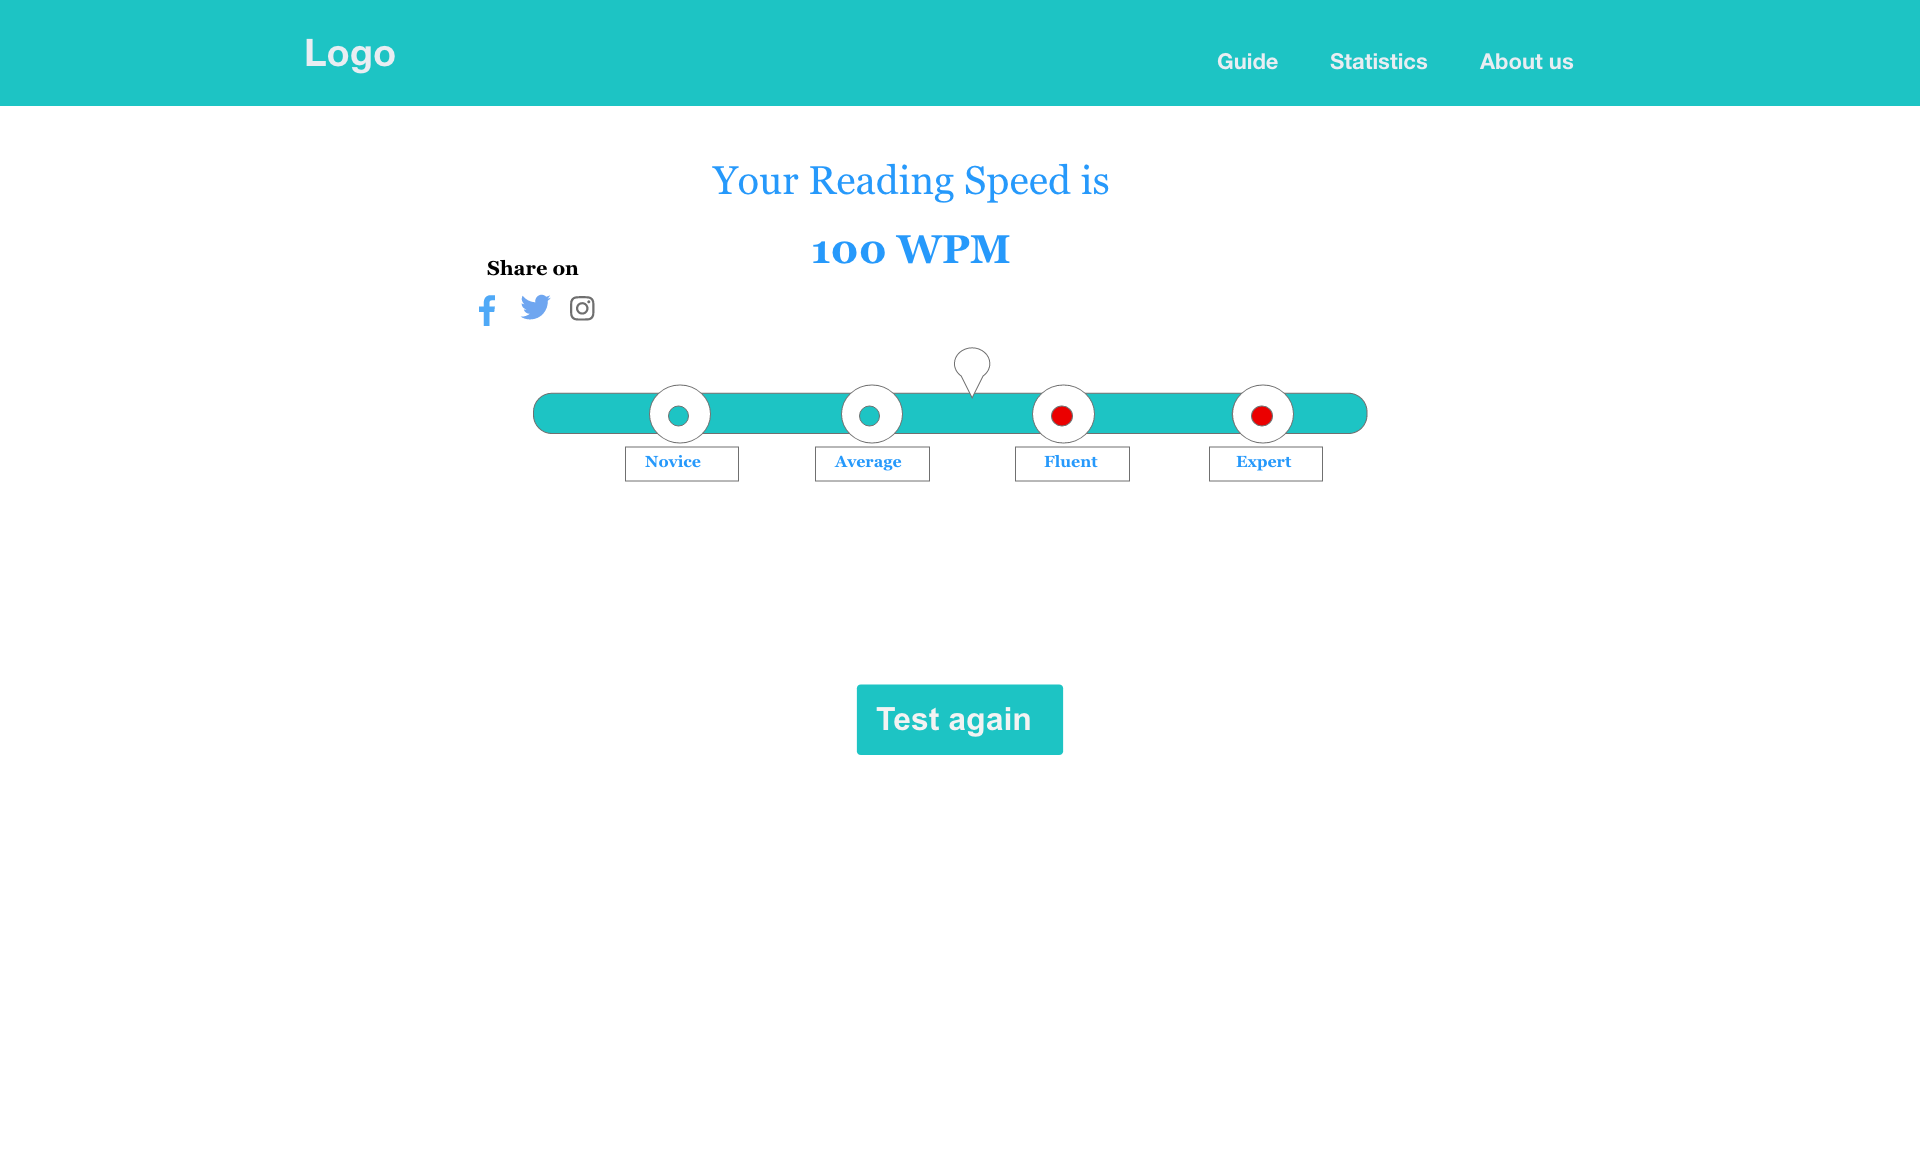 Logo
Guide Statistics About us
Your Reading Speed is
100 WPM
Share on
Novice Average Fluent Expert
Test again